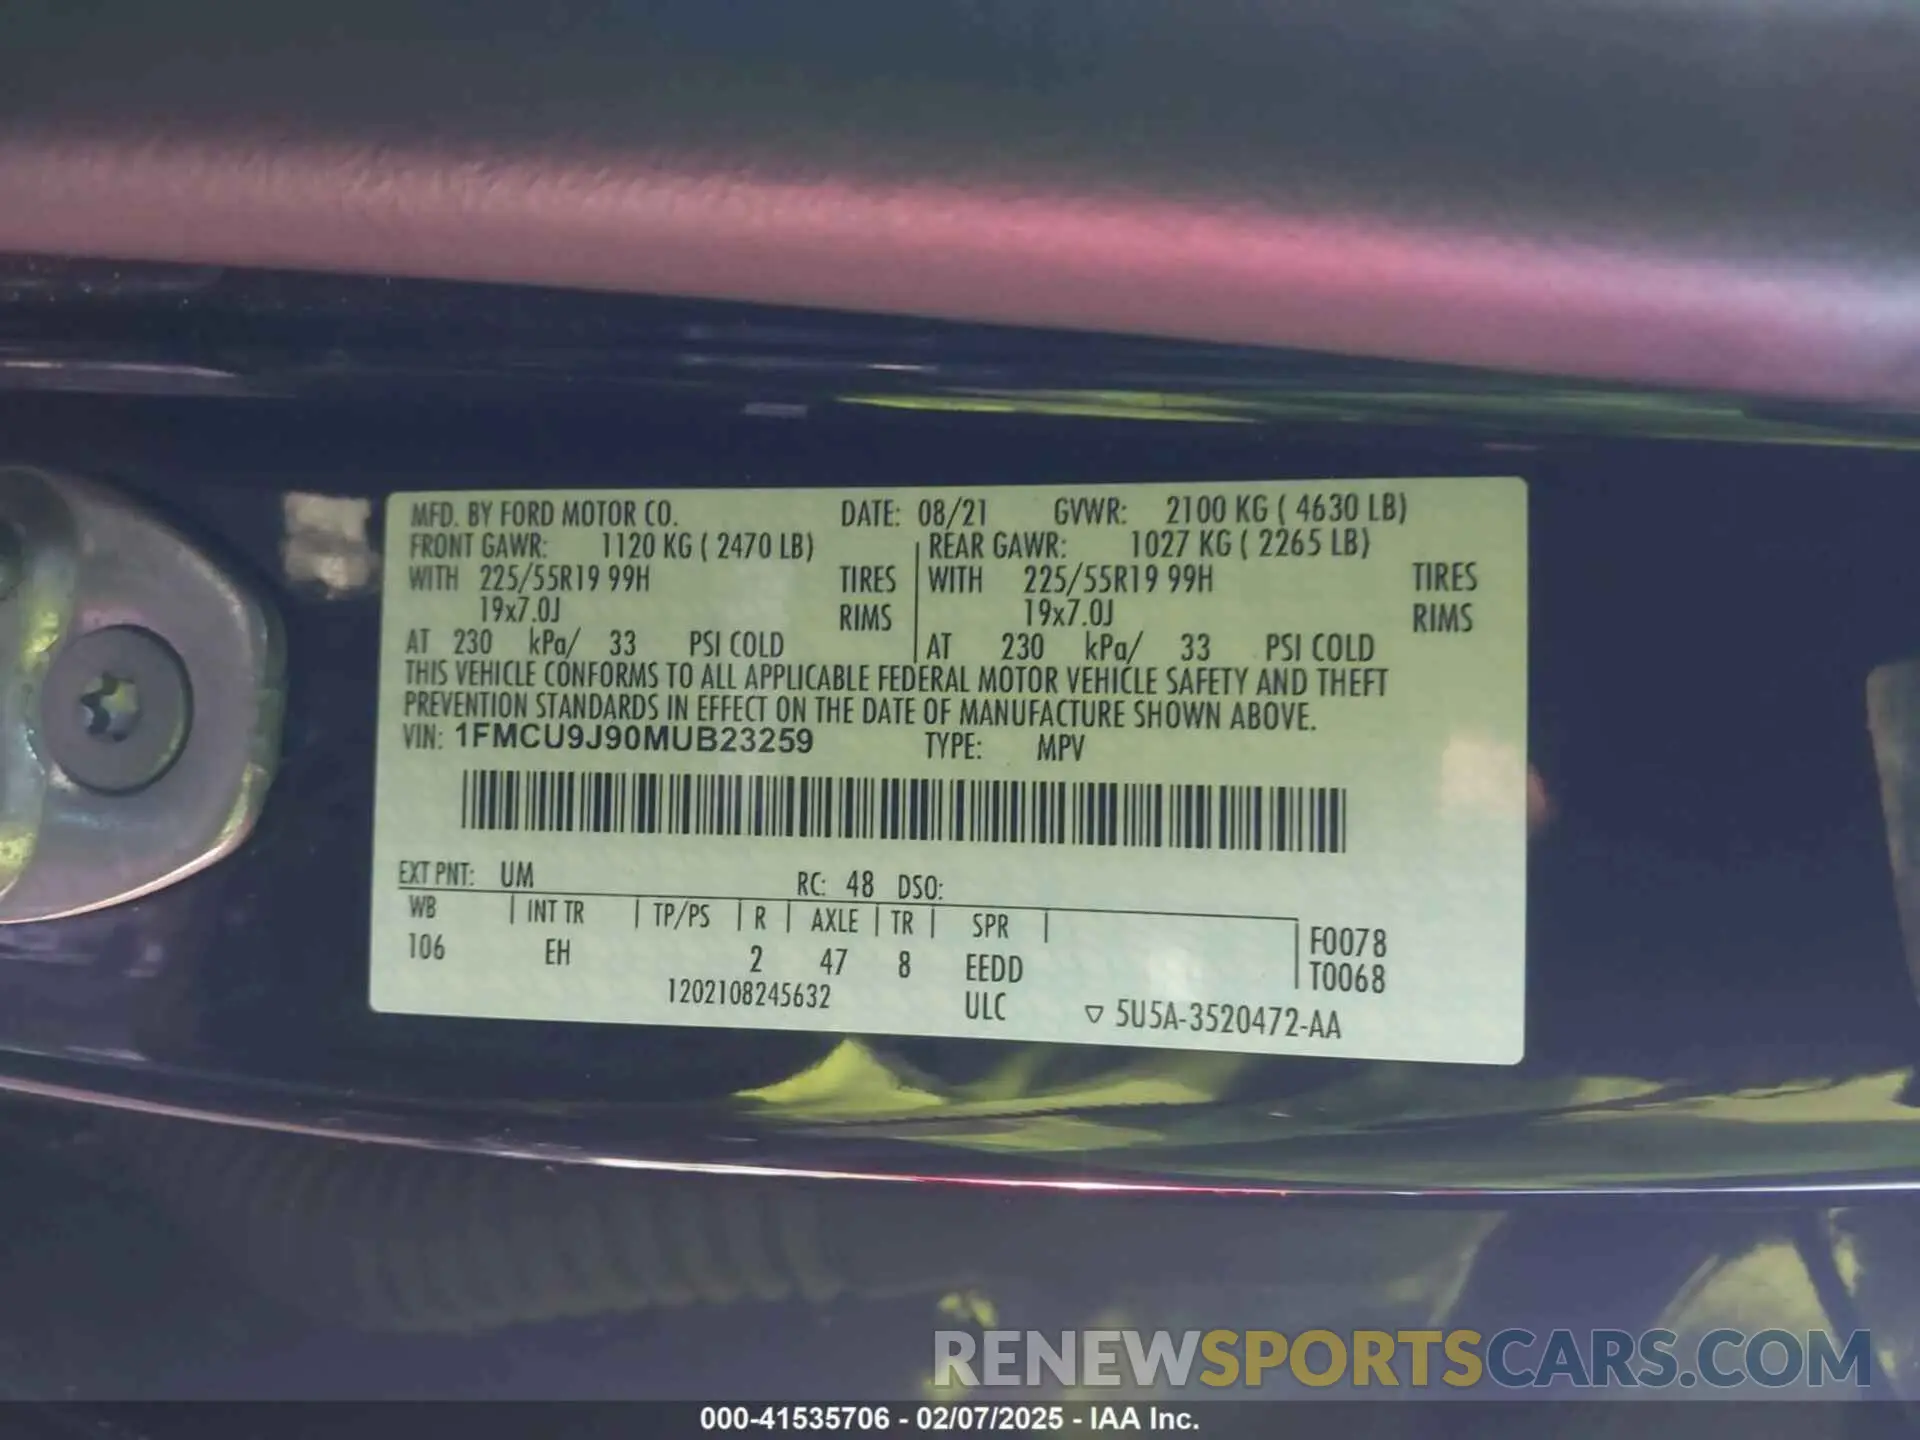 MFD. BY FORD MOTOR CO. DATE: 08/21 GVWR: 2100 KG ( 4630 LB)
FRONT GAWR: 1120 KG ( 2470 LB) REAR GAWR: 1027 KG ( 2265 LB)
WITH 225/55R19 99H TIRES WITH 225/55R19 99H TIRES
19x7.0J RIMS 19x7.0J RIMS
AT 230 kPa/ 33 PSI COLD AT 230 kPa/ 33 PSI COLD
THIS VEHICLE CONFORMS TO ALL APPLICABLE FEDERAL MOTOR VEHICLE SAFETY AND THEFT
PREVENTION STANDARDS IN EFFECT ON THE DATE OF MANUFACTURE SHOWN ABOVE.
VIN: 1FMCU9J90MUB23259 TYPE: MPV
EXT PNT: UM RC: 48 DSO:
WB INT TR TP/PS R AXLE TR SPR F0078
106 EH 2 47 8 EEDD T0068
1202108245632 ULC ▽ 5U5A-3520472-AA
RENEWSPORTSCARS.COM
000-41535706 - 02/07/2025 - IAA Inc.